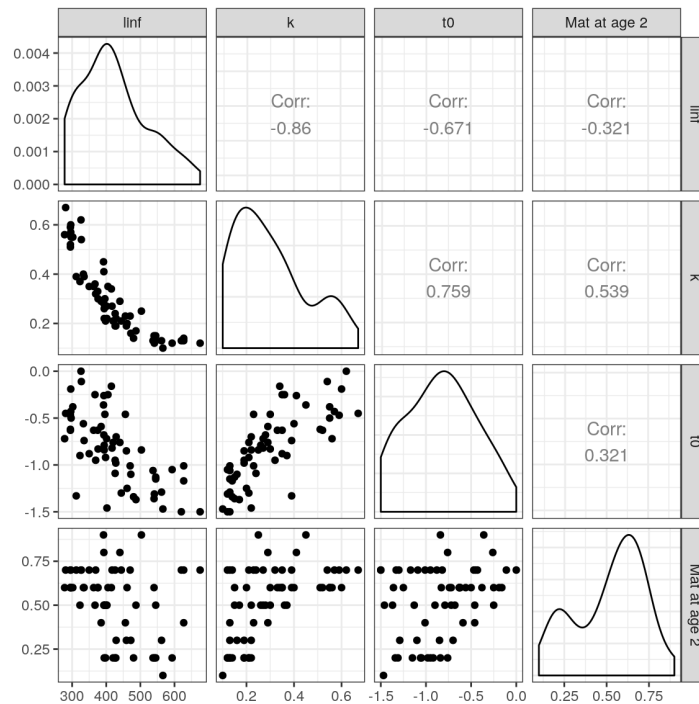 lInf k t0 Mat at age 2
0.004
0.003
0.002
0.001
0.000
Corr:
-0.86
Corr:
-0.671
Corr:
-0.321
lInf
0.6
0.4
0.2
Corr:
0.759
Corr:
0.539
k
0.0
-0.5
-1.0
-1.5
Corr:
0.321
t0
0.75
0.50
0.25
Mat at age 2
300 400 500 600 0.2 0.4 0.6 -1.5 -1.0 -0.5 0.0 0.25 0.50 0.75